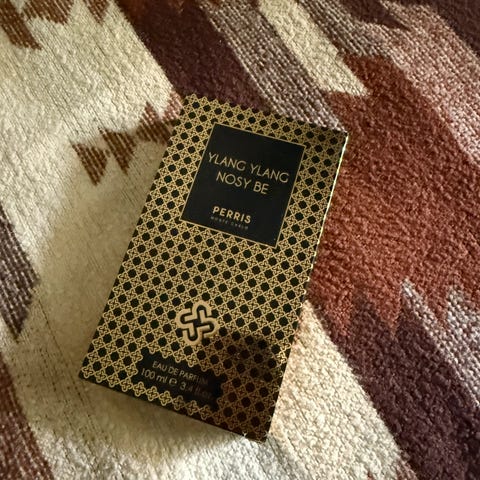 YLANG YLANG
NOSY BE
PERRIS
MONTE CARLO
EAU DE PARFUM
100 ml e 3.4 fl.oz